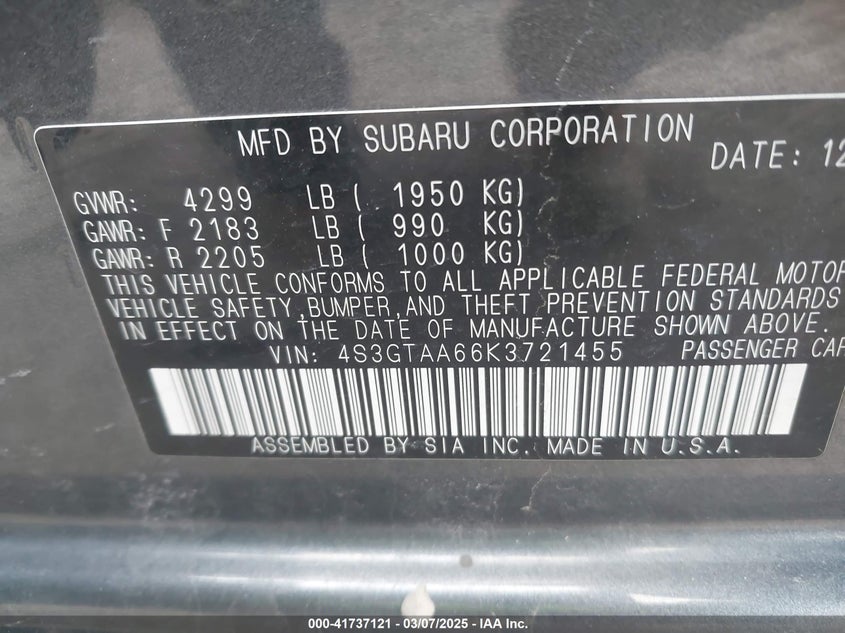 MFD BY SUBARU CORPORATION
DATE: 12
GVWR: 4299 LB ( 1950 KG)
GAWR: F 2183 LB ( 990 KG)
GAWR: R 2205 LB ( 1000 KG)
THIS VEHICLE CONFORMS TO ALL APPLICABLE FEDERAL MOTOR
VEHICLE SAFETY,BUMPER,AND THEFT PREVENTION STANDARDS
IN EFFECT ON THE DATE OF MANUFACTURE SHOWN ABOVE.
VIN: 4S3GTAA66K3721455 PASSENGER CAR
ASSEMBLED BY SIA INC. MADE IN U.S.A.
000-41737121 - 03/07/2025 - IAA Inc.